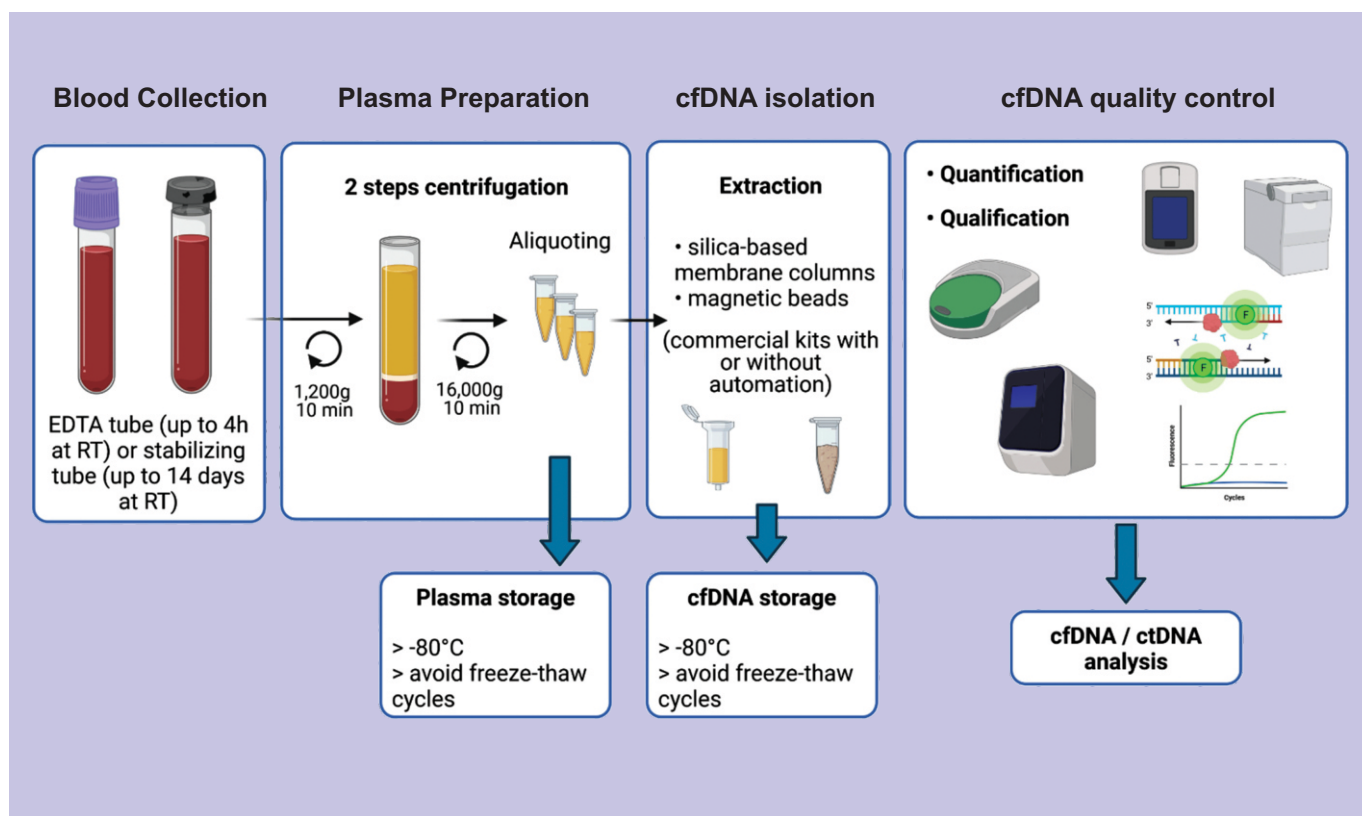 Blood Collection
Plasma Preparation
cfDNA isolation
cfDNA quality control
EDTA tube (up to 4h
at RT) or stabilizing
tube (up to 14 days
at RT)
2 steps centrifugation
Aliquoting
1,200g
10 min
16,000g
10 min
Extraction
• silica-based
membrane columns
• magnetic beads
(commercial kits with
or without
automation)
• Quantification
• Qualification
5'
3'
F
5'
3'
F
Fluorescence
Cycles
Plasma storage
> -80°C
> avoid freeze-thaw
cycles
cfDNA storage
> -80°C
> avoid freeze-thaw
cycles
cfDNA / ctDNA
analysis